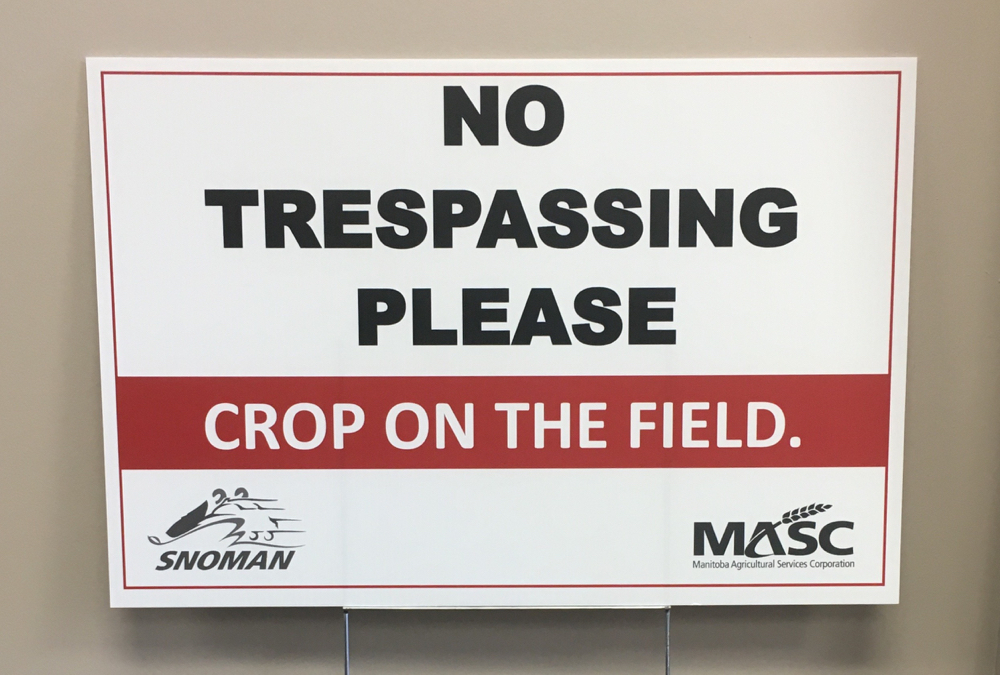 NO
TRESPASSING
PLEASE
CROP ON THE FIELD.
SNOMAN
MASC
Manitoba Agricultural Services Corporation